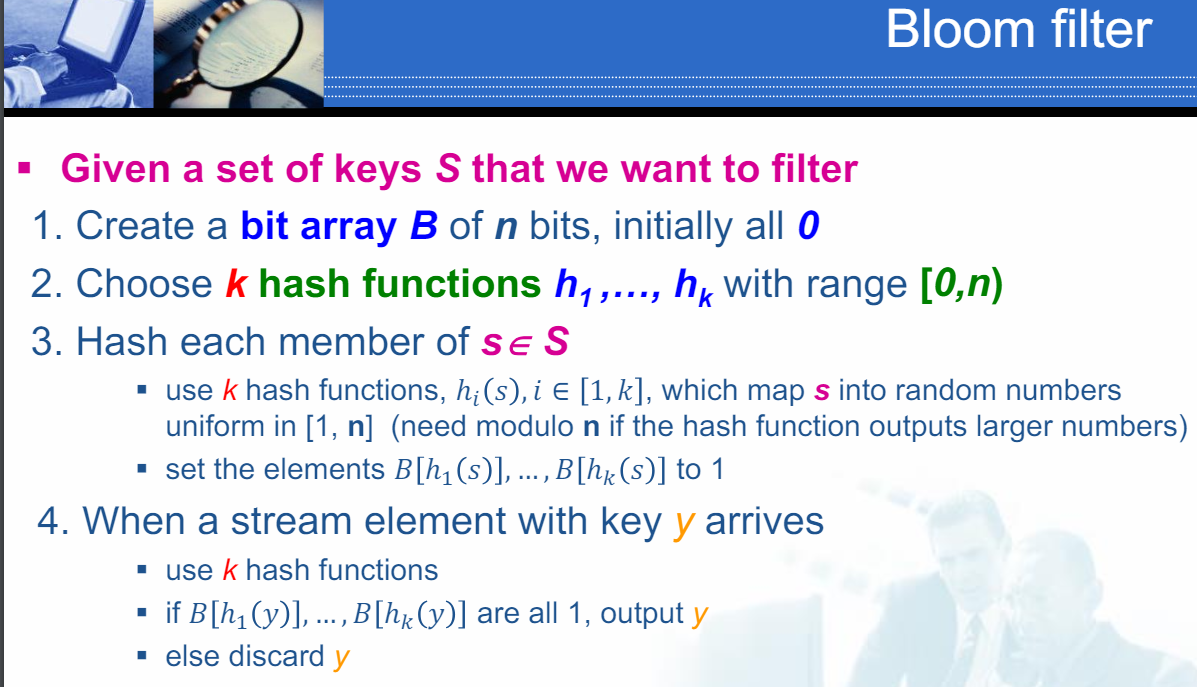 Bloom filter
▪ Given a set of keys S that we want to filter
1. Create a bit array B of n bits, initially all 0
2. Choose k hash functions h₁ ,…, hₖ with range [0,n)
3. Hash each member of s∈ S
▪ use k hash functions, hᵢ(s), i ∈ [1, k], which map s into random numbers
uniform in [1, n] (need modulo n if the hash function outputs larger numbers)
▪ set the elements B[h₁(s)], … , B[hₖ(s)] to 1
4. When a stream element with key y arrives
▪ use k hash functions
▪ if B[h₁(y)], … , B[hₖ(y)] are all 1, output y
▪ else discard y